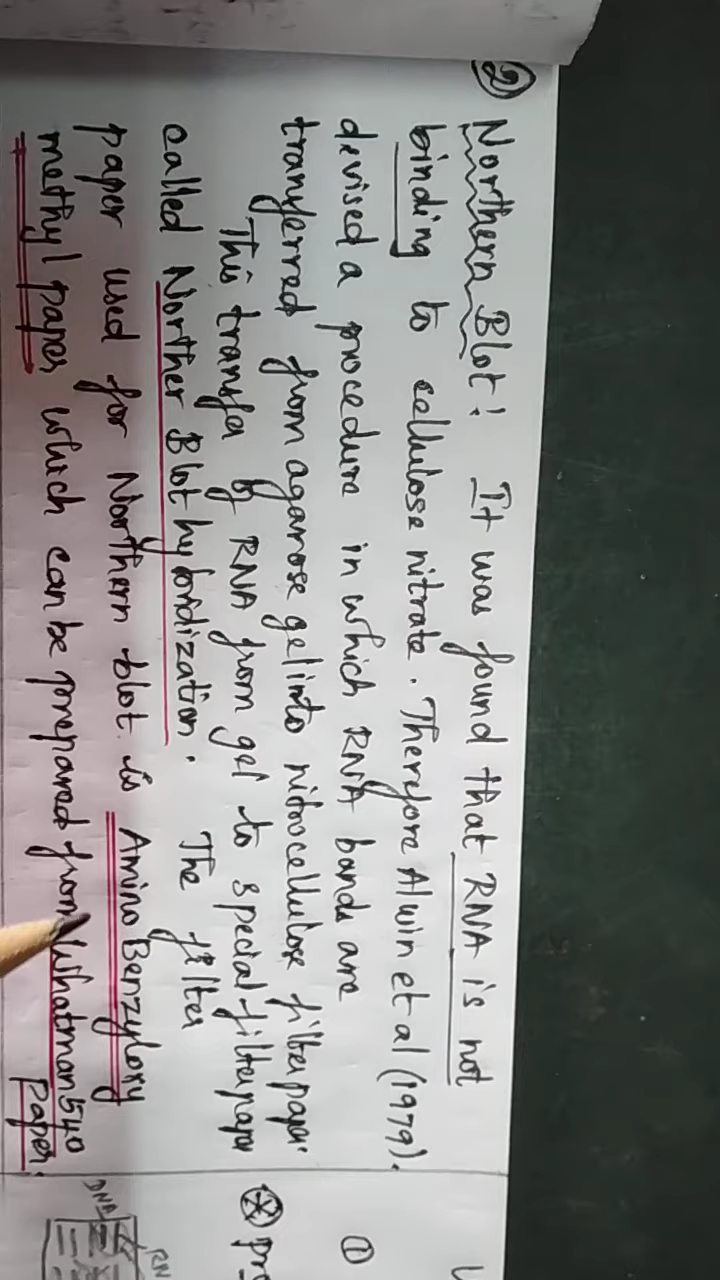 ② Northern Blot: It was found that RNA is not
binding to cellulose nitrate. Therefore Alwin et al (1979).
devised a procedure in which RNA bands are
transferred from agarose gel into nitrocellulose filter paper.
This transfer of RNA from gel to special filter paper
called Norther Blot hybridization. The filter
paper used for Northern blot is Amino Benzyloxy
methyl paper which can be prepared from Whatman 540
Paper.
①
DNA
RN